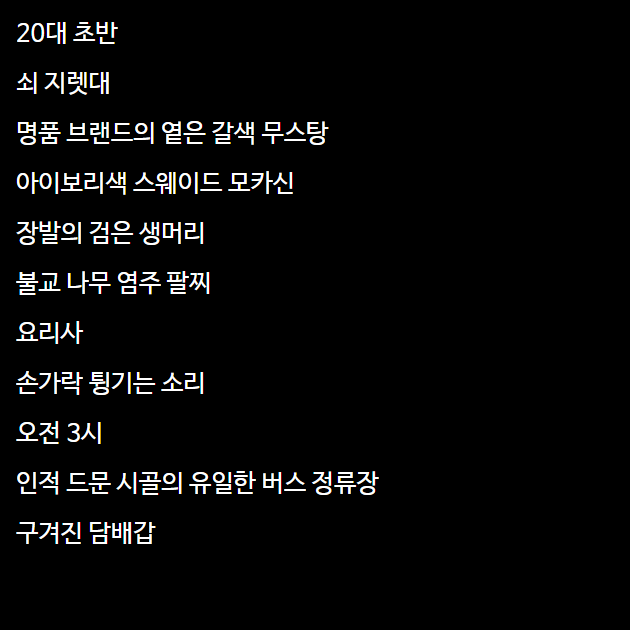 20대 초반
쇠 지렛대
명품 브랜드의 옅은 갈색 무스탕
아이보리색 스웨이드 모카신
장발의 검은 생머리
불교 나무 염주 팔찌
요리사
손가락 튕기는 소리
오전 3시
인적 드문 시골의 유일한 버스 정류장
구겨진 담배갑